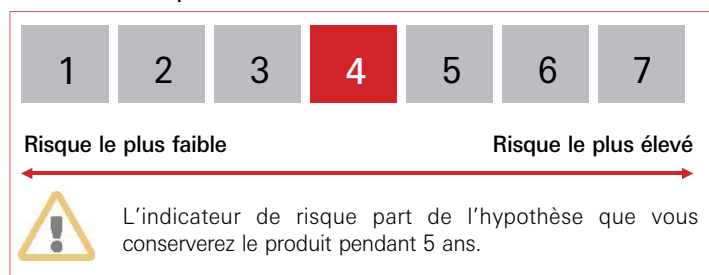 1 2 3 4 5 6 7
Risque le plus faible Risque le plus élevé
L'indicateur de risque part de l'hypothèse que vous
conserverez le produit pendant 5 ans.